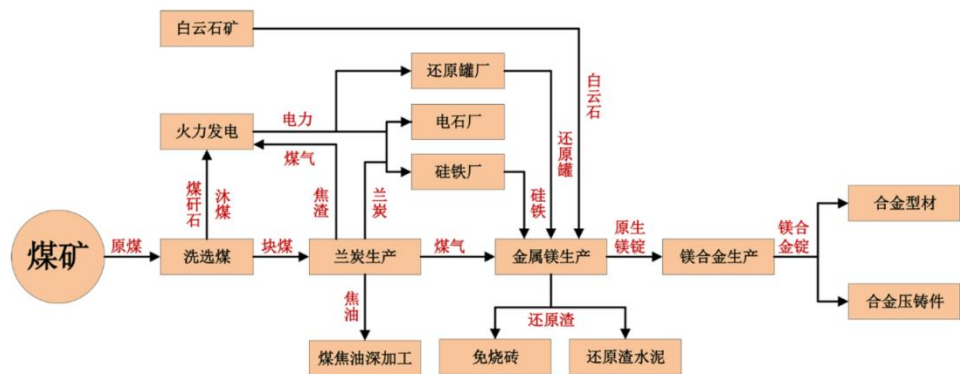 白云石矿
还原罐厂
白云石
火力发电
电力
电石厂
煤气
还原罐
硅铁厂
煤矸石
沫煤
焦渣
兰炭
硅铁
合金型材
煤矿
原煤
洗选煤
块煤
兰炭生产
煤气
金属镁生产
原生
镁锭
镁合金生产
镁合
金锭
焦油
还原渣
合金压铸件
煤焦油深加工
免烧砖
还原渣水泥